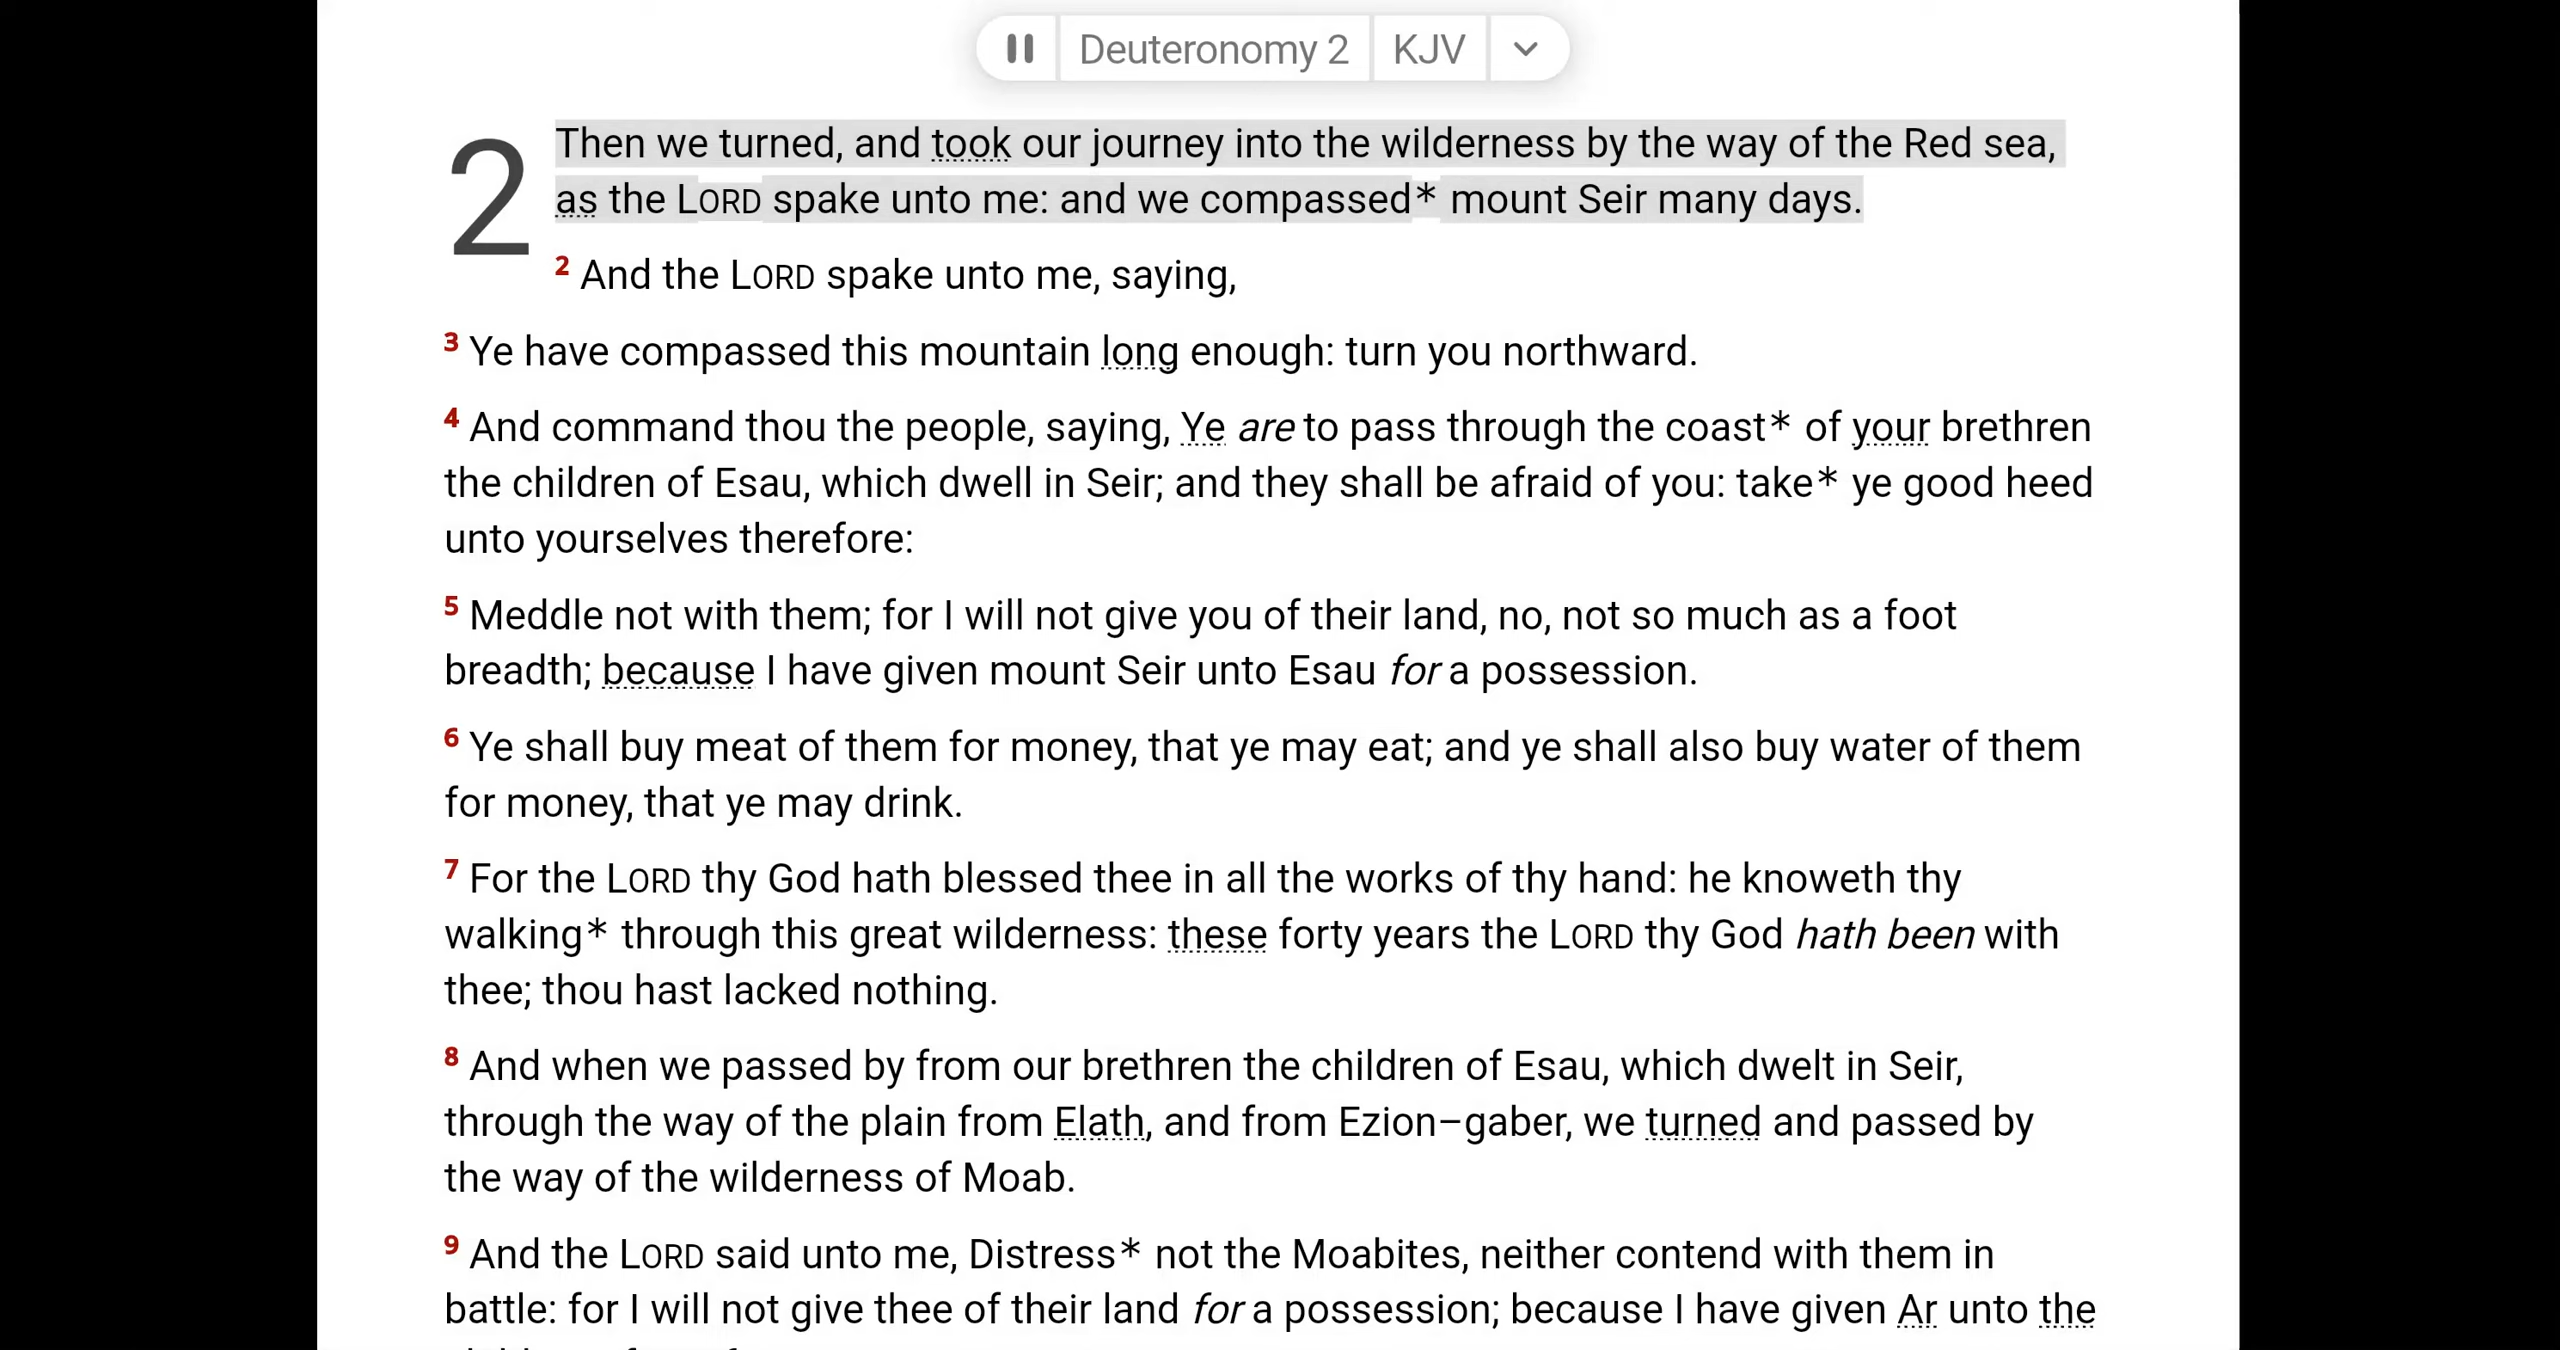 Deuteronomy 2 KJV
2 Then we turned, and took our journey into the wilderness by the way of the Red sea,
as the LORD spake unto me: and we compassed* mount Seir many days.
2 And the LORD spake unto me, saying,
3 Ye have compassed this mountain long enough: turn you northward.
4 And command thou the people, saying, Ye are to pass through the coast* of your brethren
the children of Esau, which dwell in Seir; and they shall be afraid of you: take* ye good heed
unto yourselves therefore:
5 Meddle not with them; for I will not give you of their land, no, not so much as a foot
breadth; because I have given mount Seir unto Esau for a possession.
6 Ye shall buy meat of them for money, that ye may eat; and ye shall also buy water of them
for money, that ye may drink.
7 For the LORD thy God hath blessed thee in all the works of thy hand: he knoweth thy
walking* through this great wilderness: these forty years the LORD thy God hath been with
thee; thou hast lacked nothing.
8 And when we passed by from our brethren the children of Esau, which dwelt in Seir,
through the way of the plain from Elath, and from Ezion–gaber, we turned and passed by
the way of the wilderness of Moab.
9 And the LORD said unto me, Distress* not the Moabites, neither contend with them in
battle: for I will not give thee of their land for a possession; because I have given Ar unto the